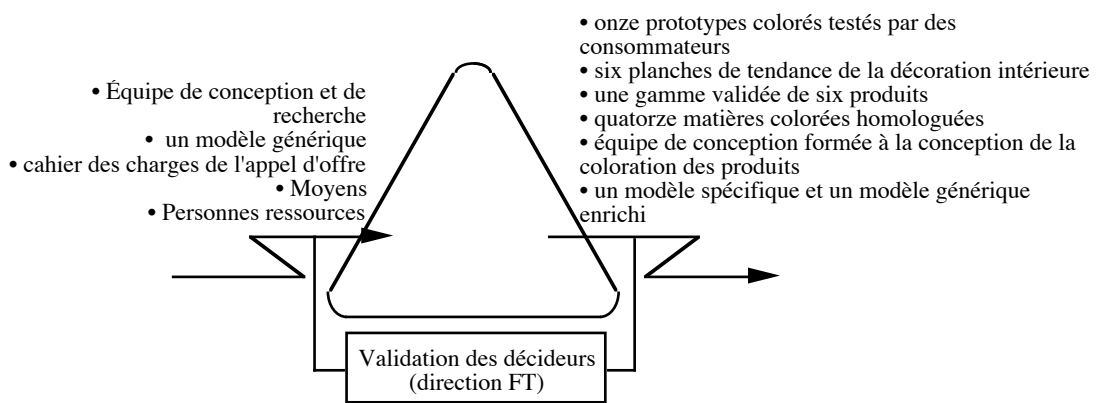 • Équipe de conception et de
recherche
• un modèle générique
• cahier des charges de l'appel d'offre
• Moyens
• Personnes ressources
• onze prototypes colorés testés par des
consommateurs
• six planches de tendance de la décoration intérieure
• une gamme validée de six produits
• quatorze matières colorées homologuées
• équipe de conception formée à la conception de la
coloration des produits
• un modèle spécifique et un modèle générique
enrichi
Validation des décideurs
(direction FT)